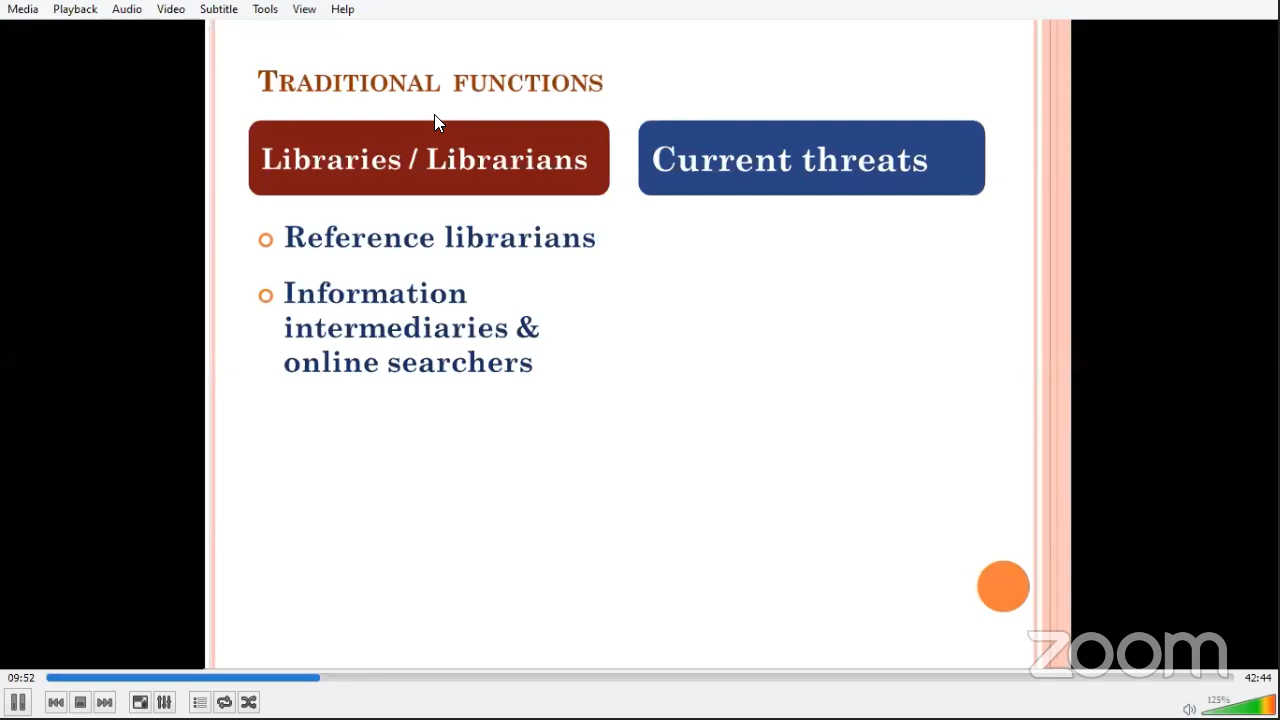 Media Playback Audio Video Subtitle Tools View Help
TRADITIONAL FUNCTIONS
Libraries / Librarians
Current threats
Reference librarians
Information
intermediaries &
online searchers
zoom
09:52
42:44
125%